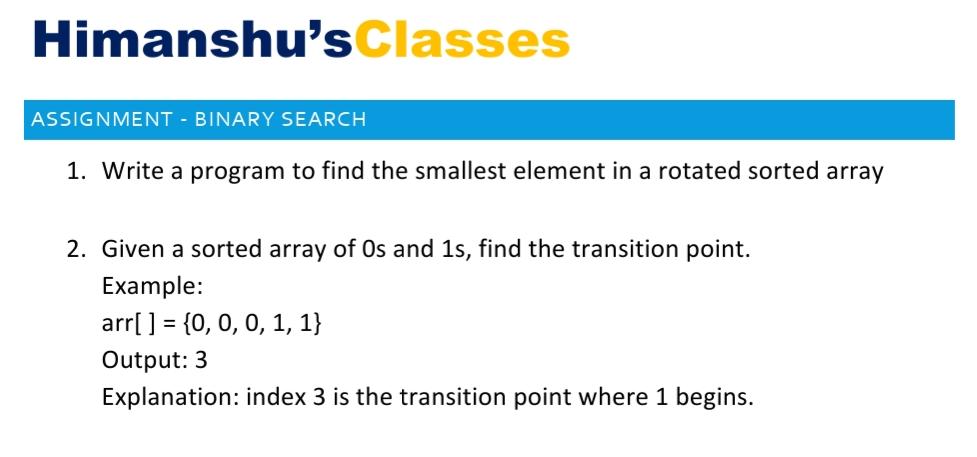 Himanshu’sClasses
ASSIGNMENT - BINARY SEARCH
1. Write a program to find the smallest element in a rotated sorted array
2. Given a sorted array of 0s and 1s, find the transition point.
Example:
arr[ ] = {0, 0, 0, 1, 1}
Output: 3
Explanation: index 3 is the transition point where 1 begins.